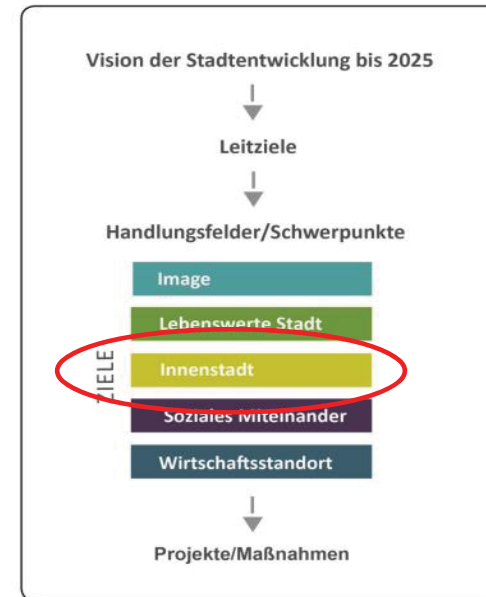 Vision der Stadtentwicklung bis 2025
Leitziele
Handlungsfelder/Schwerpunkte
ZIELE
Image
Lebenswerte Stadt
Innenstadt
Soziales Miteinander
Wirtschaftsstandort
Projekte/Maßnahmen